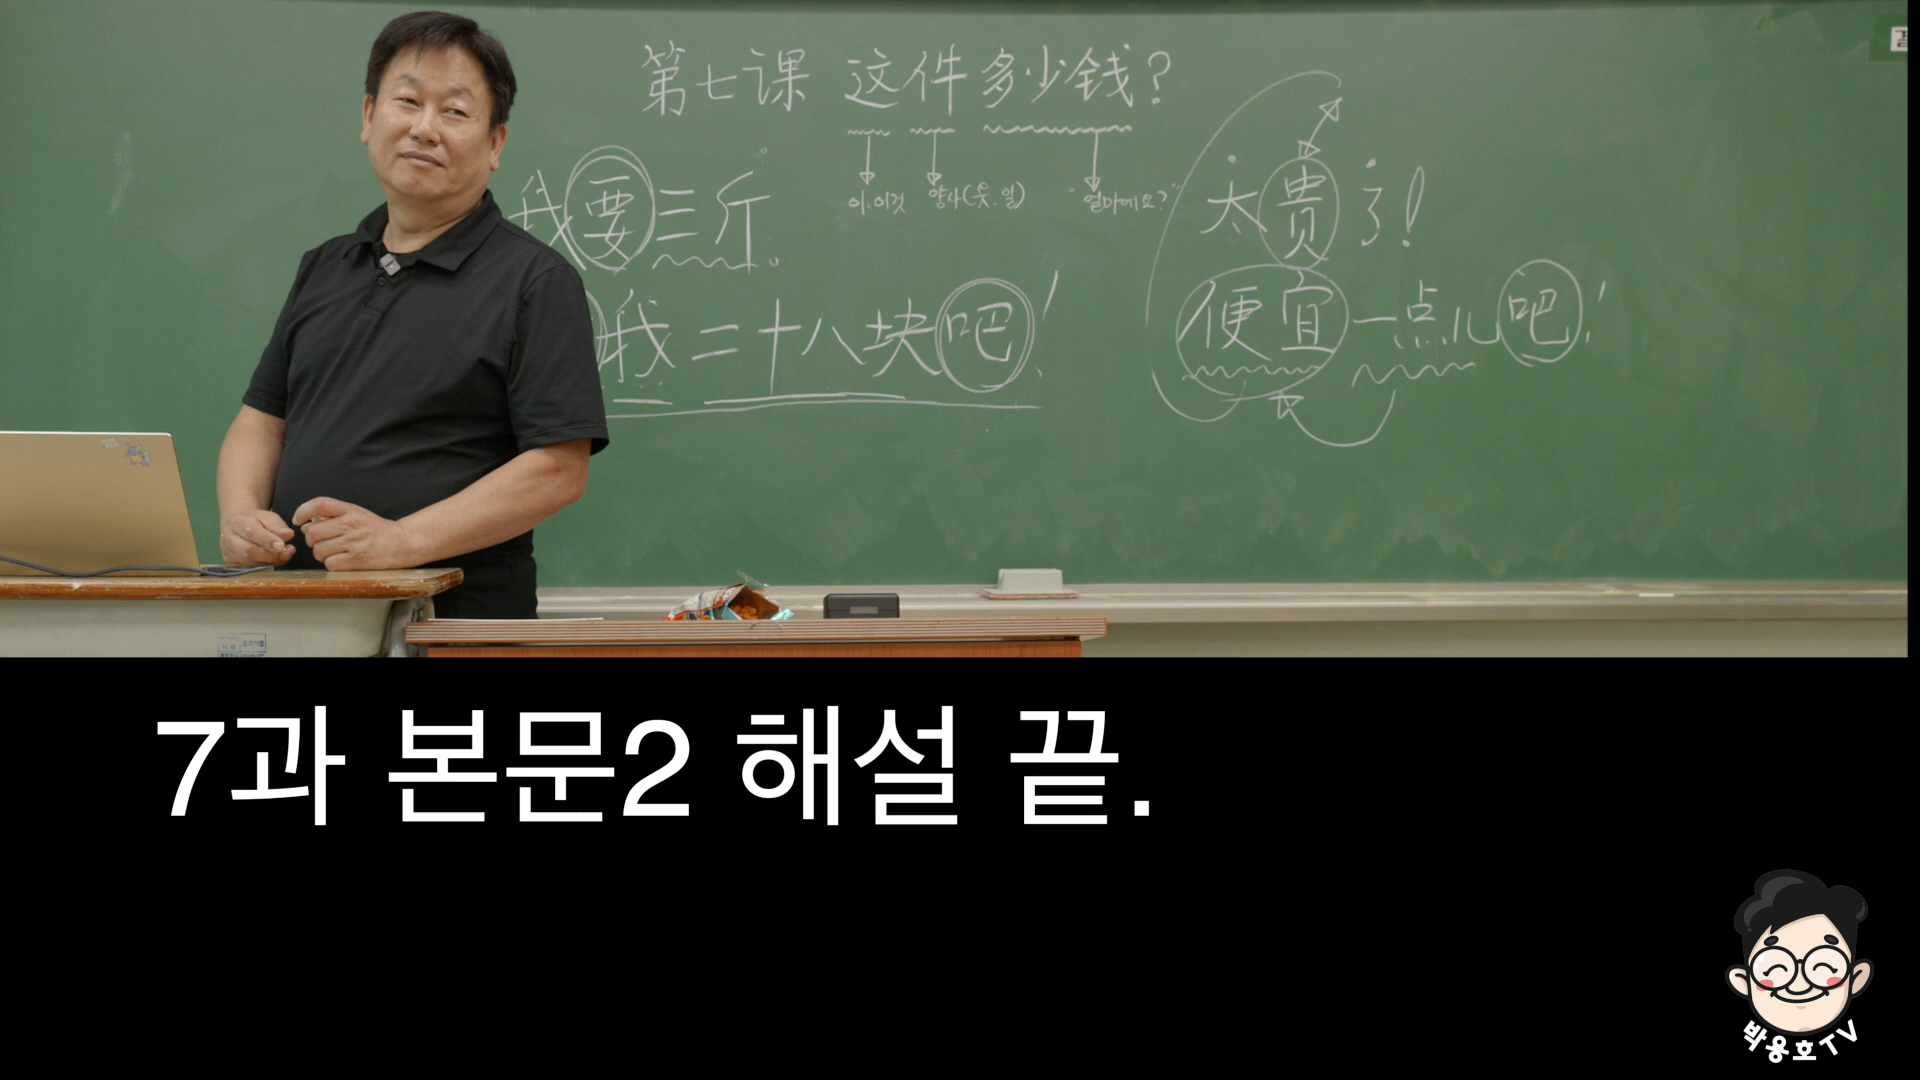 第七课 这件多少钱?
이.이것 양사(옷.일) "얼마예요?"
我要三斤。
我二十八块吧!
太贵了!
便宜一点儿吧!
7과 본문2 해설 끝.
박용호TV